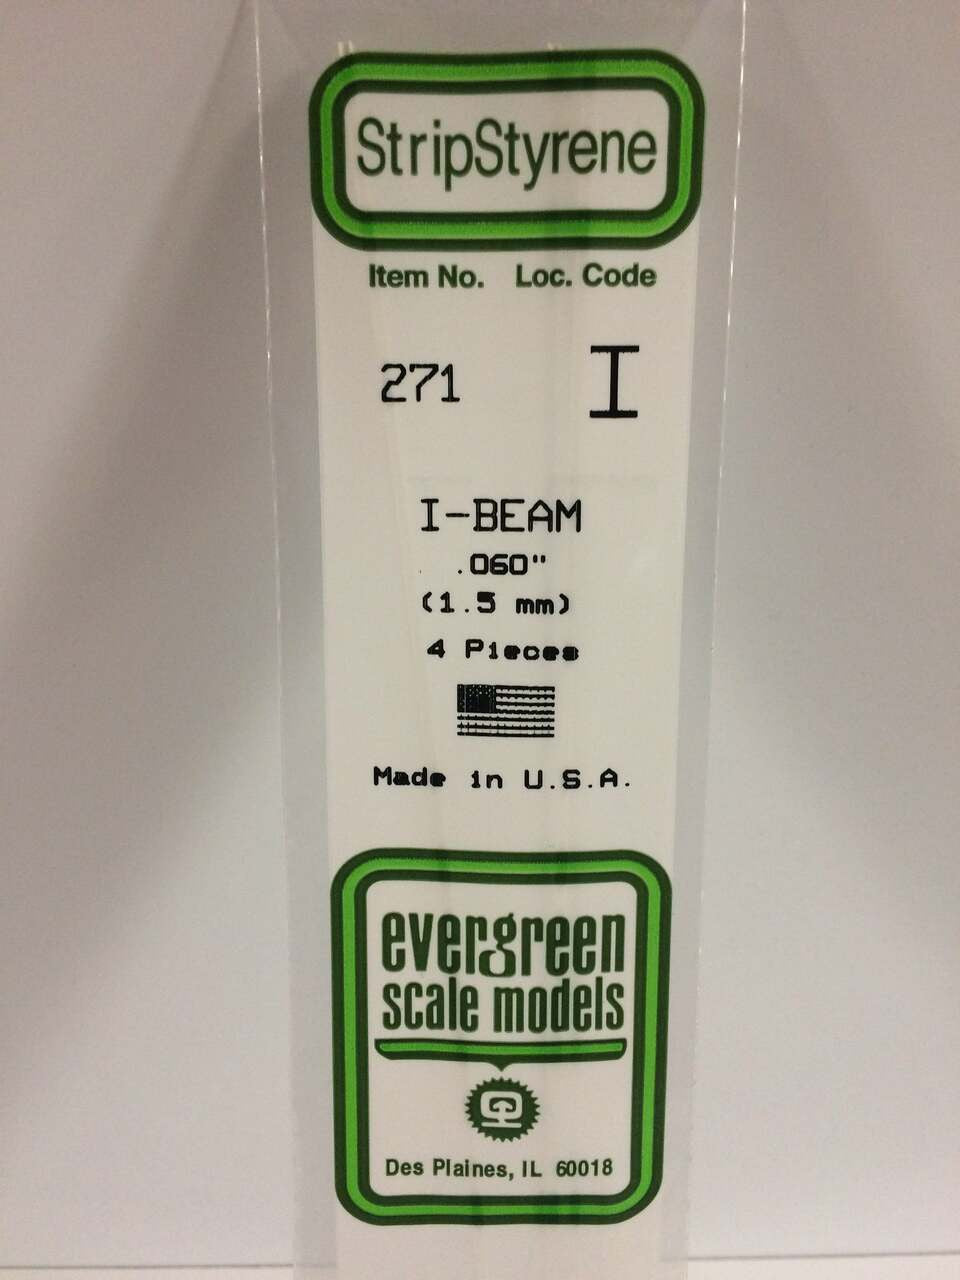 StripStyrene
Item No. Loc. Code
271 I
I-BEAM
.060"
(1.5 mm)
4 Pieces
Made in U.S.A.
evergreen
scale models
Des Plaines, IL 60018